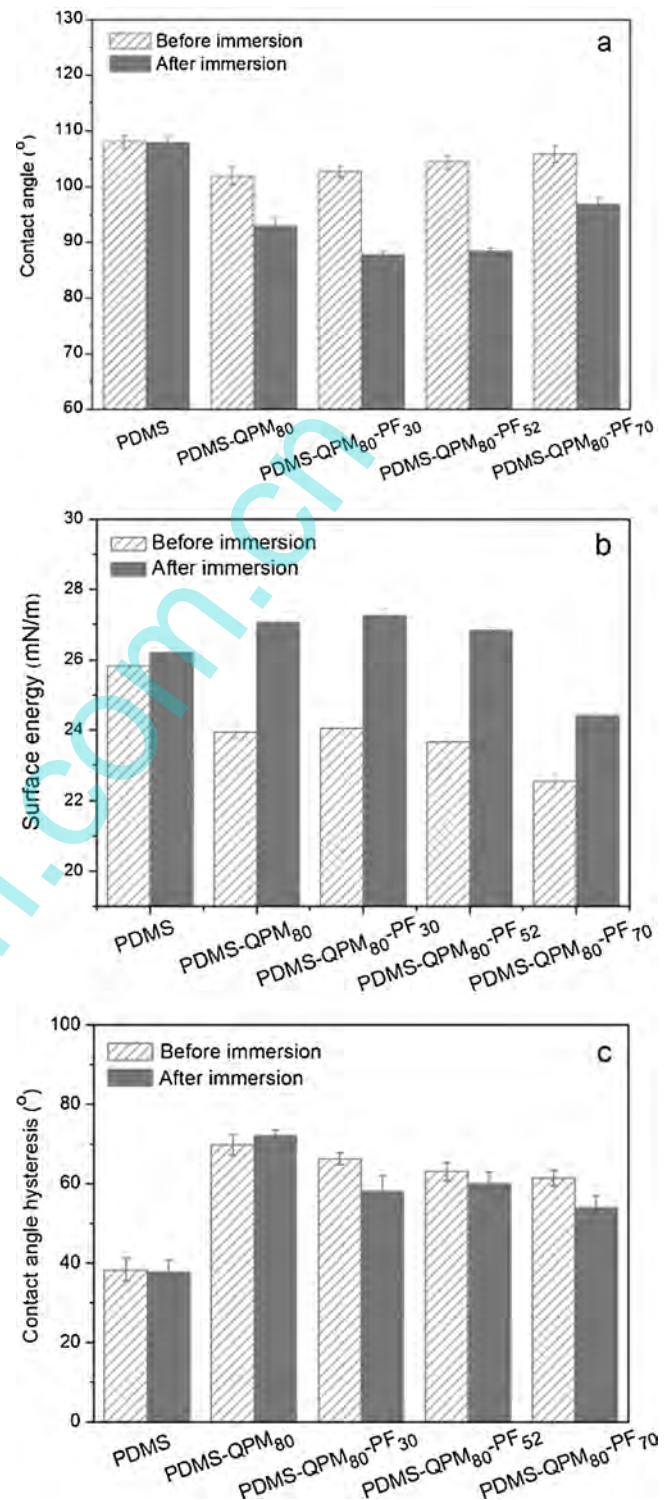 130
120
110
100
90
80
70
60
Contact angle (°)
Before immersion
After immersion
a
PDMS
PDMS-QPM80
PDMS-QPM80-PF30
PDMS-QPM80-PF52
PDMS-QPM80-PF70
30
28
26
24
22
20
Surface energy (mN/m)
Before immersion
After immersion
b
PDMS
PDMS-QPM80
PDMS-QPM80-PF30
PDMS-QPM80-PF52
PDMS-QPM80-PF70
100
80
60
40
20
0
Contact angle hysteresis (°)
Before immersion
After immersion
c
PDMS
PDMS-QPM80
PDMS-QPM80-PF30
PDMS-QPM80-PF52
PDMS-QPM80-PF70
.com.cn